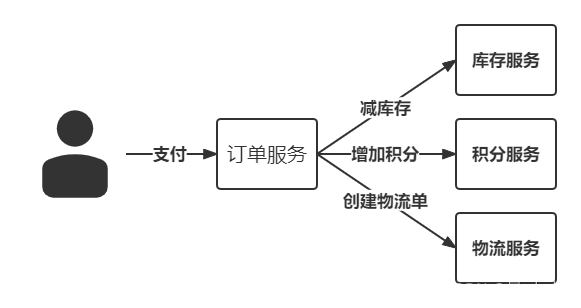 库存服务
减库存
支付
订单服务
增加积分
积分服务
创建物流单
物流服务